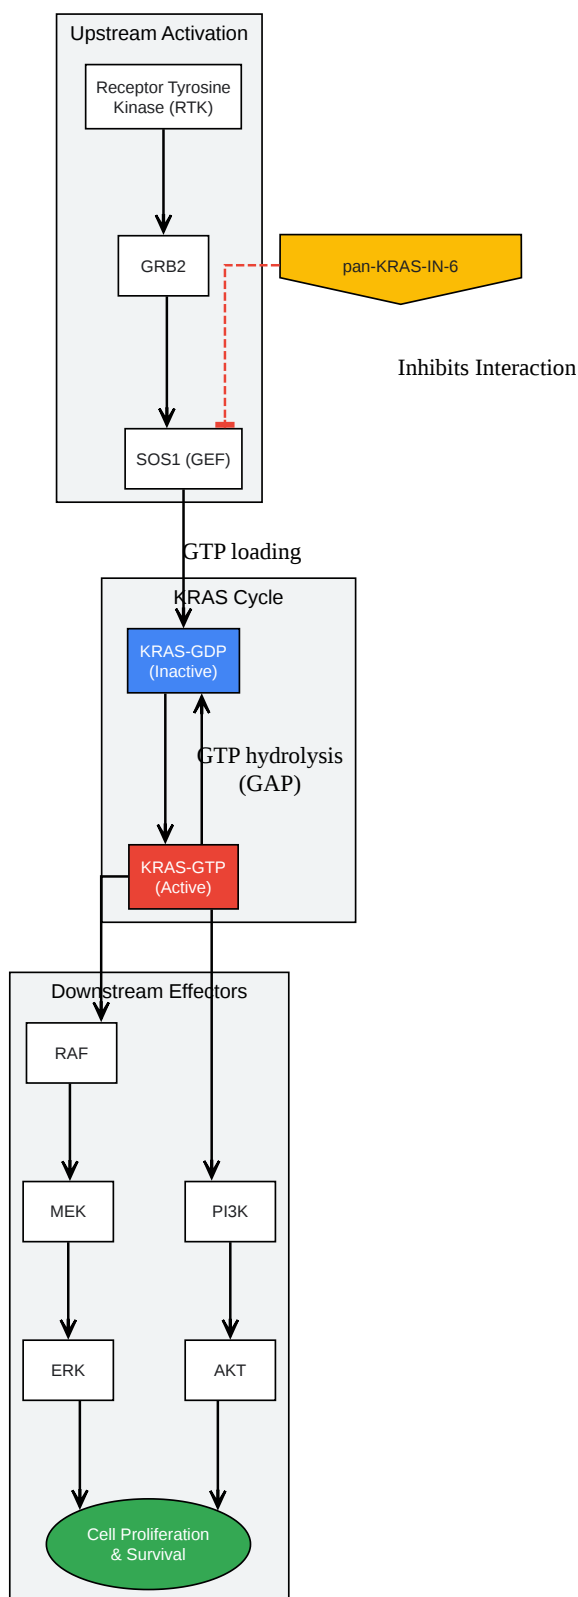 Upstream Activation
Receptor Tyrosine
Kinase (RTK)
GRB2
pan-KRAS-IN-6
Inhibits Interaction
SOS1 (GEF)
GTP loading
KRAS Cycle
KRAS-GDP
(Inactive)
GTP hydrolysis
(GAP)
KRAS-GTP
(Active)
Downstream Effectors
RAF
MEK
PI3K
ERK
AKT
Cell Proliferation
& Survival